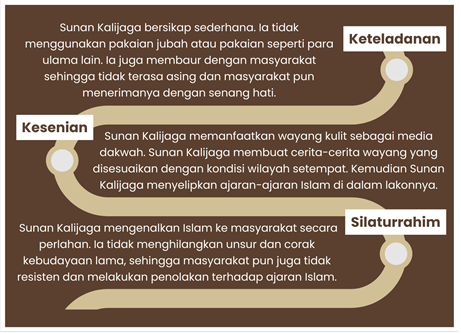 Sunan Kalijaga bersikap sederhana. Ia tidak
menggunakan pakaian jubah atau pakaian seperti para
ulama lain. Ia juga membaur dengan masyarakat
sehingga tidak terasa asing dan masyarakat pun
menerimanya dengan senang hati.
Keteladanan
Kesenian
Sunan Kalijaga memanfaatkan wayang kulit sebagai media
dakwah. Sunan Kalijaga membuat cerita-cerita wayang yang
disesuaikan dengan kondisi wilayah setempat. Kemudian Sunan
Kalijaga menyelipkan ajaran-ajaran Islam di dalam lakonnya.
Silaturrahim
Sunan Kalijaga mengenalkan Islam ke masyarakat secara
perlahan. Ia tidak menghilangkan unsur dan corak
kebudayaan lama, sehingga masyarakat pun juga tidak
resisten dan melakukan penolakan terhadap ajaran Islam.